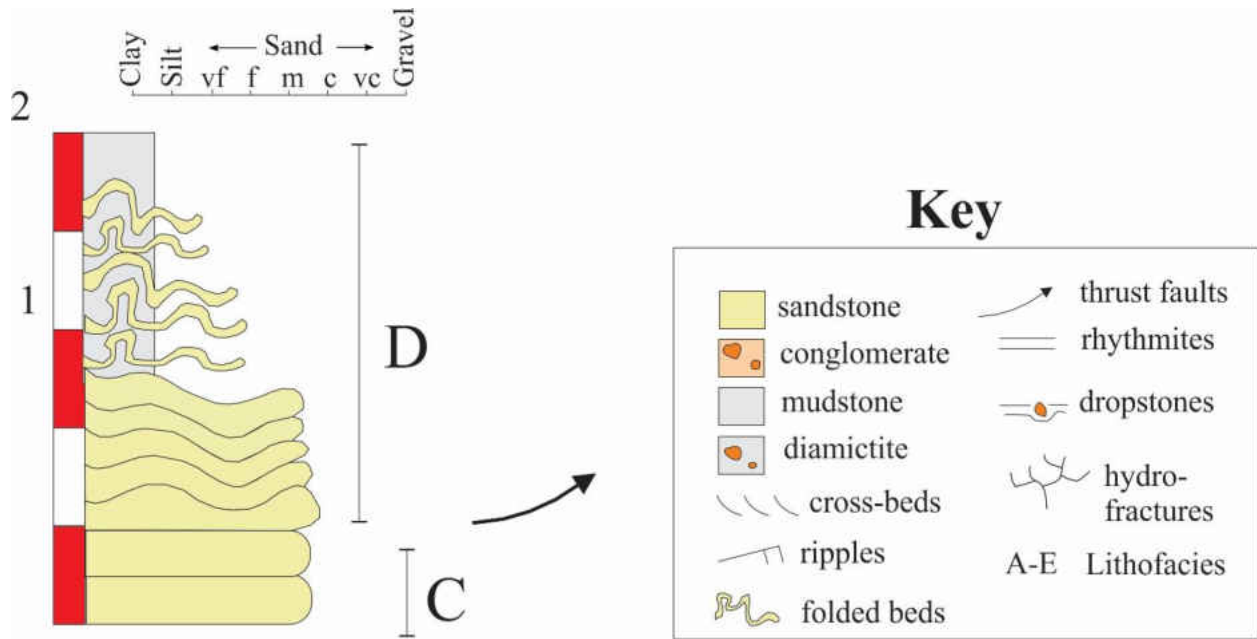 Clay
Silt
Sand
vf f m c vc
Gravel
2
1
D
C
Key
sandstone
conglomerate
mudstone
diamictite
cross-beds
ripples
folded beds
thrust faults
rhythmites
dropstones
hydro-
fractures
A-E Lithofacies